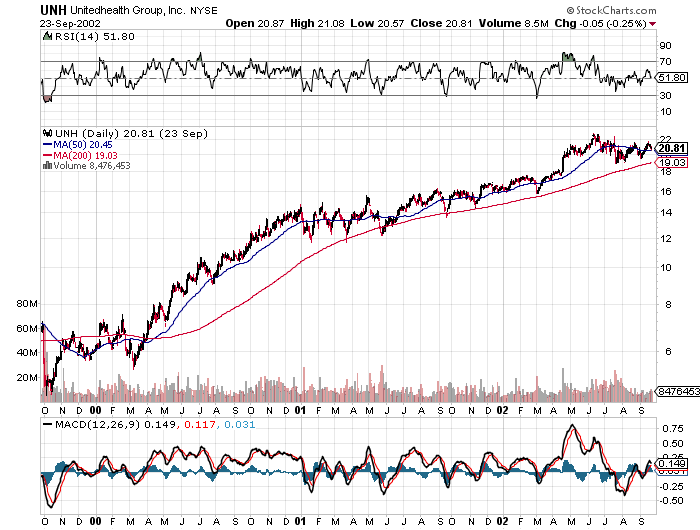 UNH Unitedhealth Group, Inc. NYSE
© StockCharts.com
23-Sep-2002
Open 20.87 High 21.08 Low 20.57 Close 20.81 Volume 8.5M Chg -0.05 (-0.25%)
RSI(14) 51.80
90
70
51.80
30
10
UNH (Daily) 20.81 (23 Sep)
MA(50) 20.45
MA(200) 19.03
Volume 8,476,453
22
20.81
19.03
18
16
14
12
10
8
6
80M
60M
40M
20M
8476453
O N D 00 F M A M J J A S O N D 01 F M A M J J A S O N D 02 F M A M J J A S
MACD(12,26,9) 0.149, 0.117, 0.031
0.75
0.50
0.25
0.149
-0.25
-0.50
O N D 00 F M A M J J A S O N D 01 F M A M J J A S O N D 02 F M A M J J A S